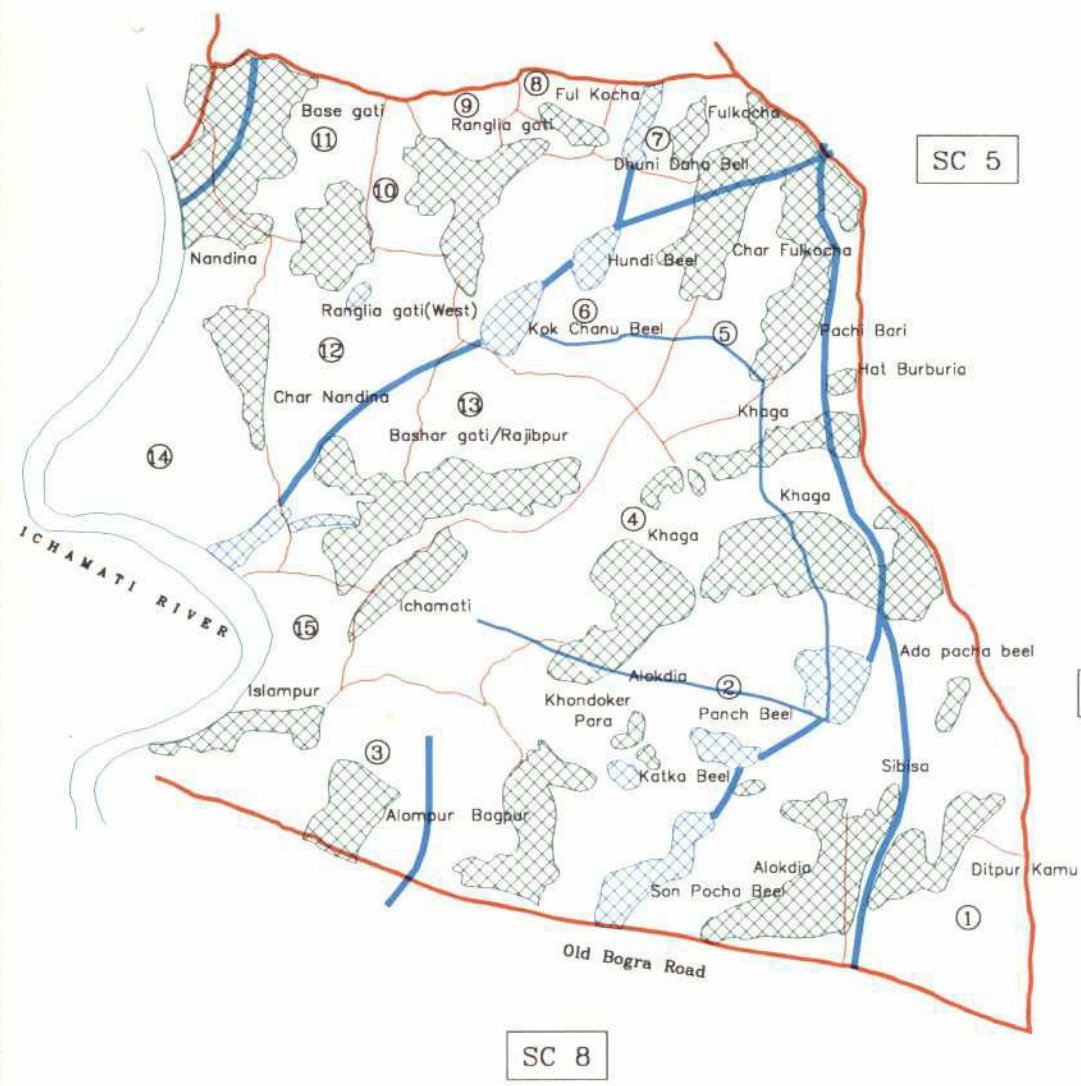 ⑧
Ful Kocha
⑨
Base gati
Ranglia gati
Fulkocha
⑪
⑦
SC 5
Dhuni Daha Bell
⑩
Nandina
Char Fulkocha
Hundi Beel
Ranglia gati(West)
⑥
Kok Chanu Beel
⑤
Pachi Bari
⑫
Hat Burburia
Char Nandina
⑬
Khaga
Bashar gati/Rajibpur
⑭
Khaga
④
Khaga
ICHAMATI RIVER
Ichamati
⑮
Ada pacha beel
Alokdia
②
Islampur
Khondoker
Para
Panch Beel
③
Sibisa
Katka Beel
Alampur
Bagpur
Alokdia
Ditpur Kamu
Son Pocha Beel
①
Old Bogra Road
SC 8